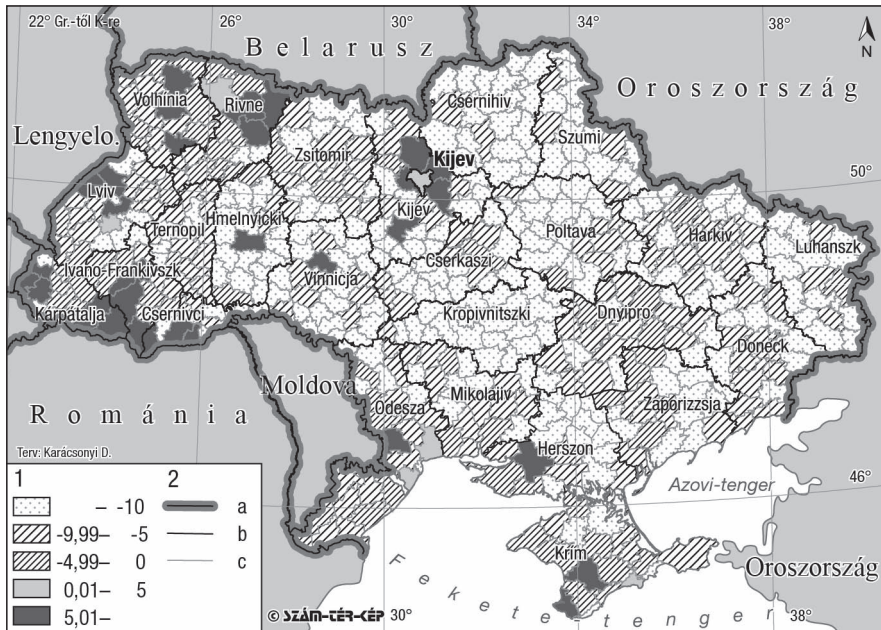 22° Gr.-től K-re
26°
30°
34°
38°
Belarusz
N
Oroszország
Volhínia
Rivne
Csernihiv
Lengyelo.
Szumi
Zsitomir
Kijev
50°
50°
Lviv
Hmelnyickij
Kijev
Ternopil
Poltava
Harkiv
Luhanszk
Ivano-Frankivszk
Cserkaszi
Vinnicja
Kárpátalja
Csernivci
Kropivnitszki
Dnyipro
Doneck
Moldova
Mikolajiv
Odesza
Zaporizzsja
Románia
Herszon
Terv: Karácsonyi D.
1
2
– -10
a
46°
Azovi-tenger
-9,99– -5
b
-4,99– 0
c
Krím
0,01– 5
Oroszország
5,01–
© SZÁM-TÉR-KÉP
30°
Fekete-tenger
38°